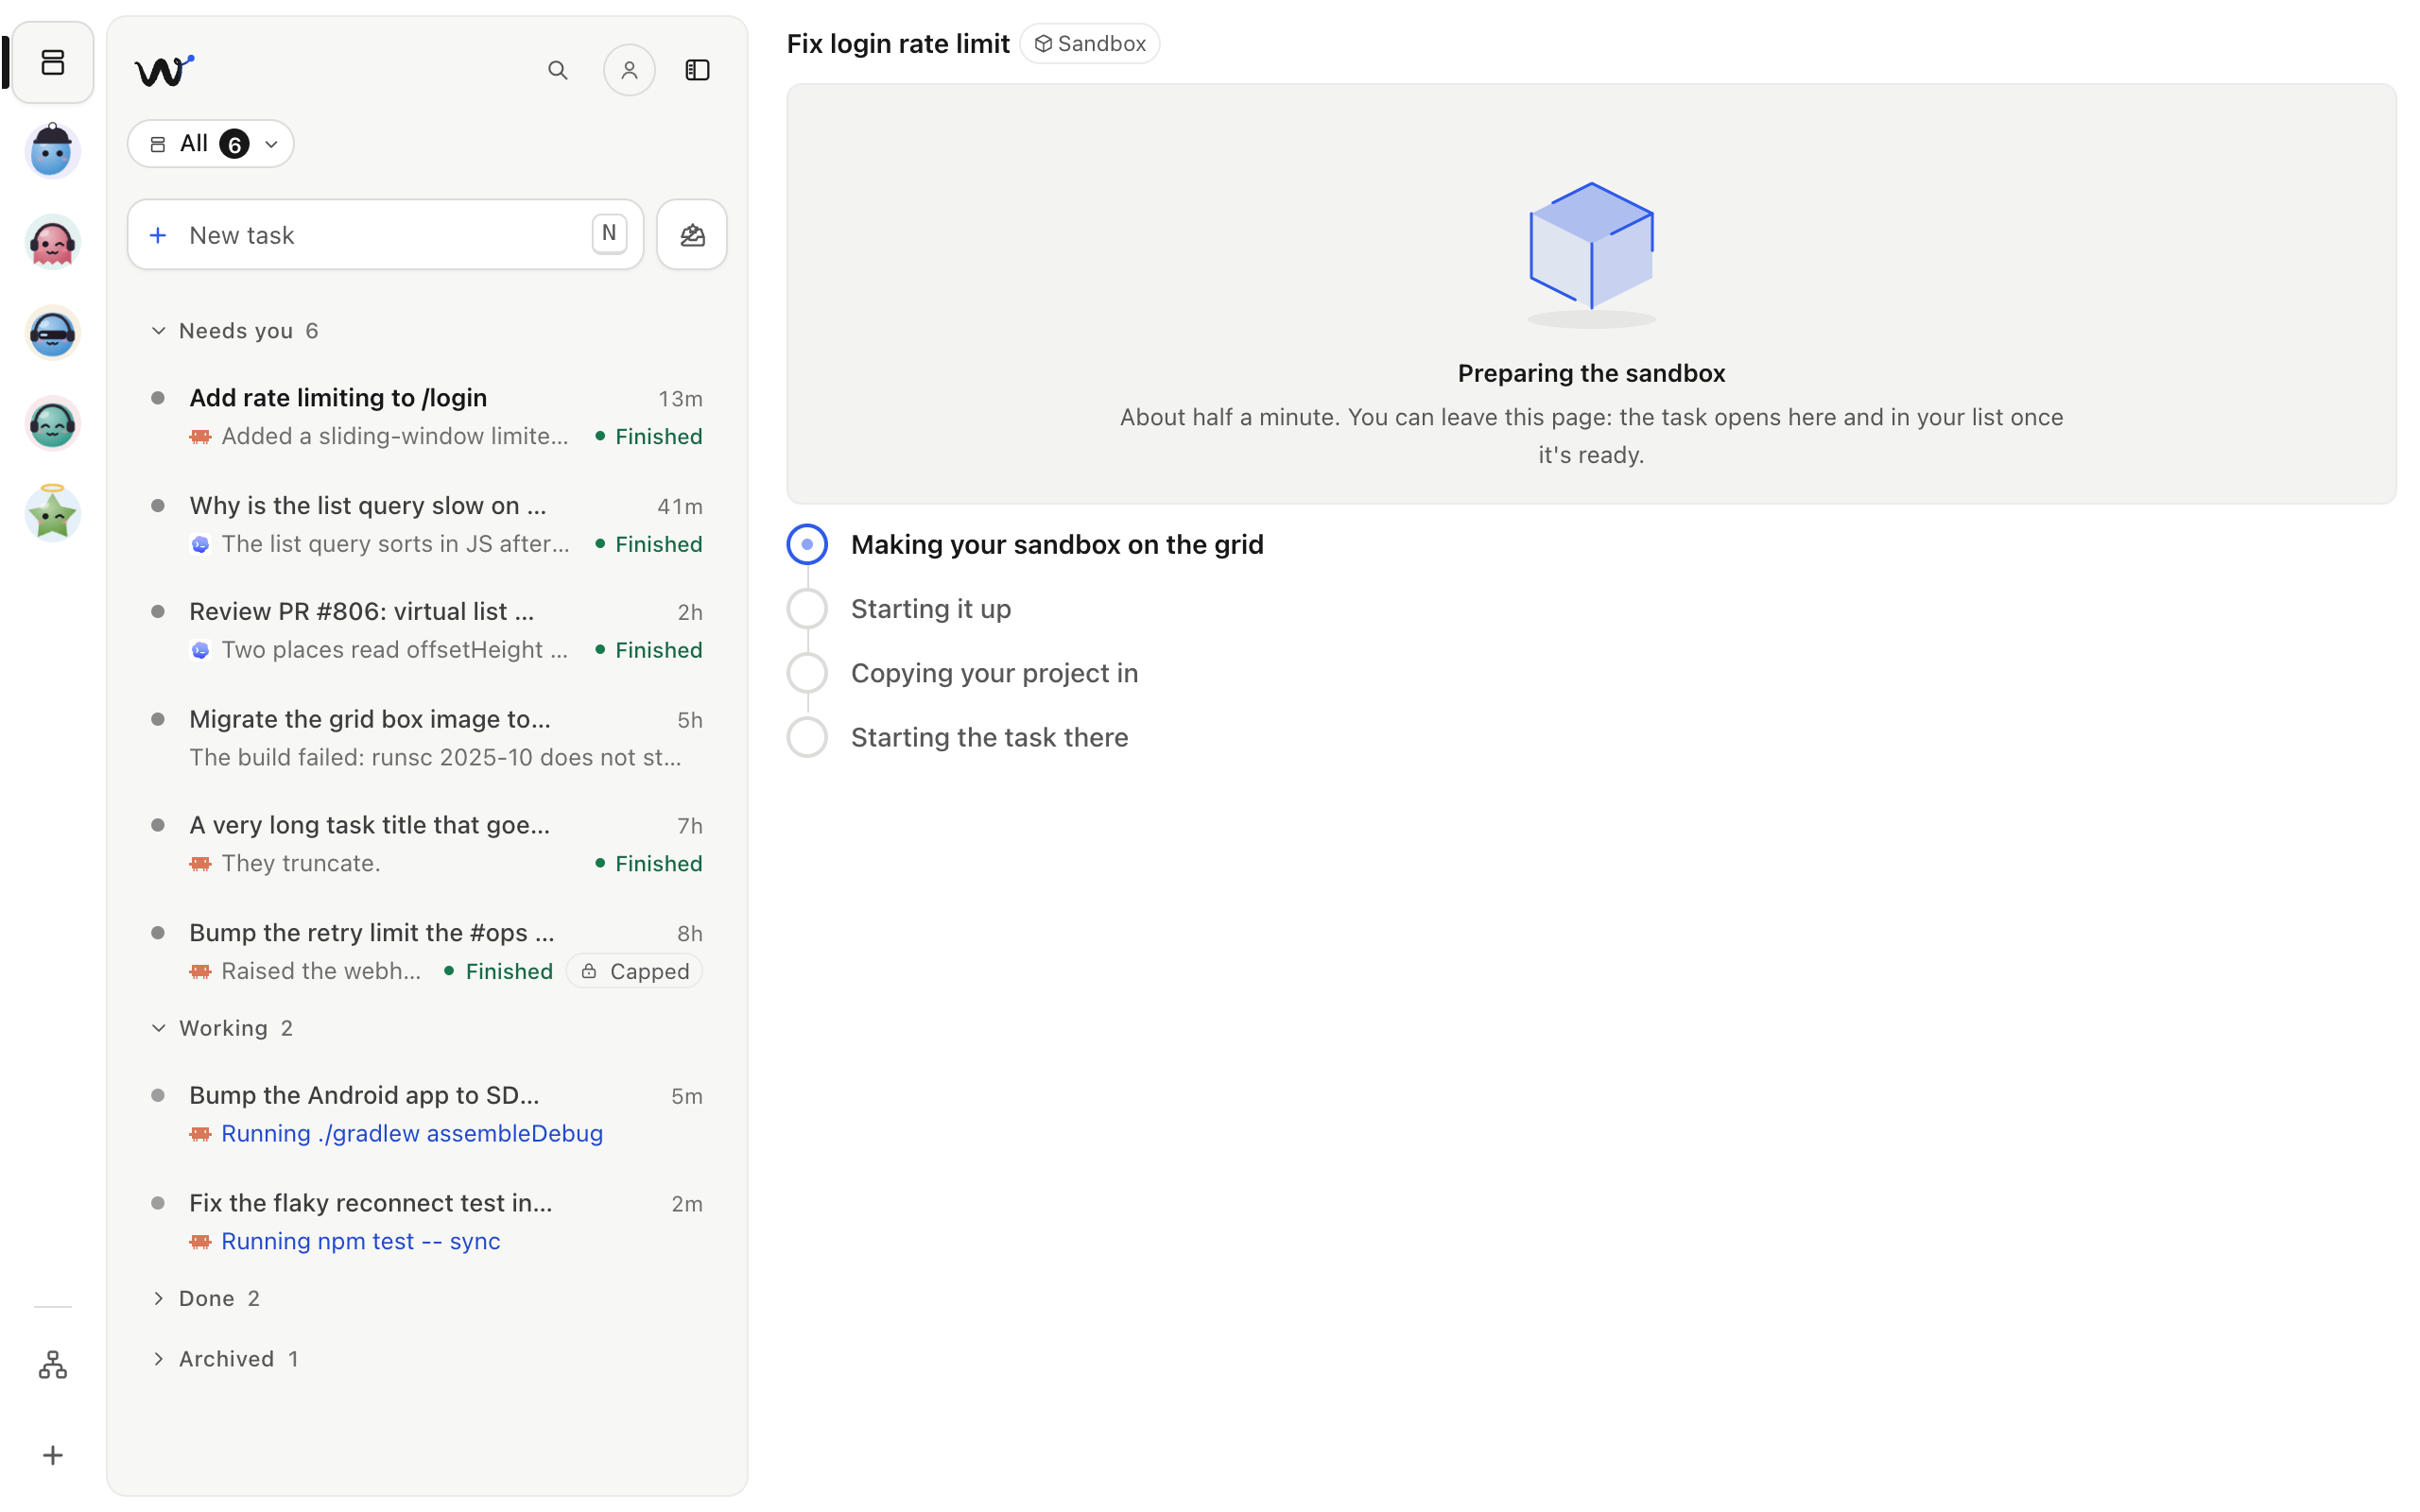 All 6
New task N
Needs you 6
Add rate limiting to /login 13m
Added a sliding-window limite... Finished
Why is the list query slow on ... 41m
The list query sorts in JS after... Finished
Review PR #806: virtual list ... 2h
Two places read offsetHeight ... Finished
Migrate the grid box image to... 5h
The build failed: runsc 2025-10 does not st...
A very long task title that goe... 7h
They truncate. Finished
Bump the retry limit the #ops ... 8h
Raised the webh... Finished Capped
Working 2
Bump the Android app to SD... 5m
Running ./gradlew assembleDebug
Fix the flaky reconnect test in... 2m
Running npm test -- sync
Done 2
Archived 1
Fix login rate limit Sandbox
Preparing the sandbox
About half a minute. You can leave this page: the task opens here and in your list once
it's ready.
Making your sandbox on the grid
Starting it up
Copying your project in
Starting the task there